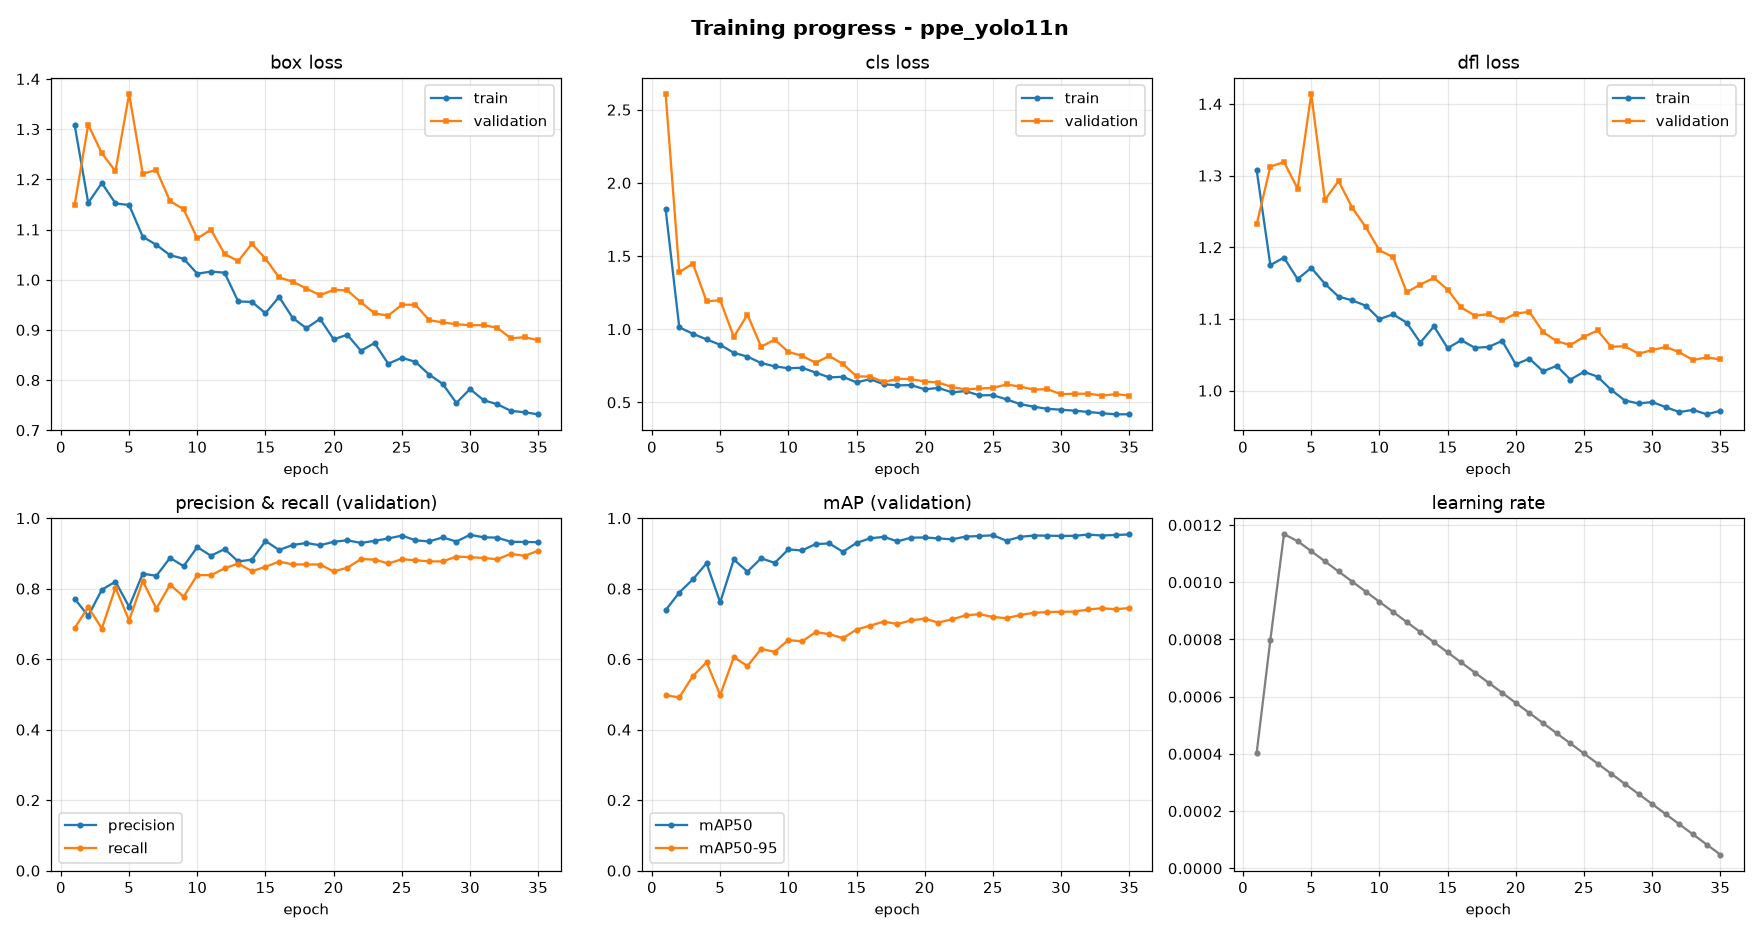 Training progress - ppe_yolo11n
box loss
1.4
1.3
1.2
1.1
1.0
0.9
0.8
0.7
train
validation
0 5 10 15 20 25 30 35
epoch
cls loss
2.5
2.0
1.5
1.0
0.5
train
validation
0 5 10 15 20 25 30 35
epoch
dfl loss
1.4
1.3
1.2
1.1
1.0
train
validation
0 5 10 15 20 25 30 35
epoch
precision & recall (validation)
1.0
0.8
0.6
0.4
0.2
0.0
precision
recall
0 5 10 15 20 25 30 35
epoch
mAP (validation)
1.0
0.8
0.6
0.4
0.2
0.0
mAP50
mAP50-95
0 5 10 15 20 25 30 35
epoch
learning rate
0.0012
0.0010
0.0008
0.0006
0.0004
0.0002
0.0000
0 5 10 15 20 25 30 35
epoch